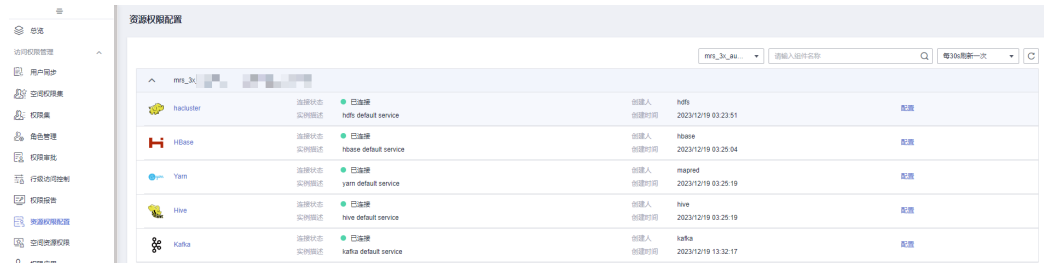 总览
访问权限管理
用户同步
空间权限集
权限集
角色管理
权限审批
行级访问控制
权限报告
资源权限配置
空间资源权限
资源权限配置
mrs_3x_au... 请输入组件名称 每30s刷新一次
mrs_3x_
hacluster 连接状态 已连接 创建人 hdfs 配置
实例描述 hdfs default service 创建时间 2023/12/19 03:23:51
HBase 连接状态 已连接 创建人 hbase 配置
实例描述 hbase default service 创建时间 2023/12/19 03:25:04
Yarn 连接状态 已连接 创建人 mapred 配置
实例描述 yarn default service 创建时间 2023/12/19 03:25:19
Hive 连接状态 已连接 创建人 hive 配置
实例描述 hive default service 创建时间 2023/12/19 03:25:19
Kafka 连接状态 已连接 创建人 kafka 配置
实例描述 kafka default service 创建时间 2023/12/19 13:32:17